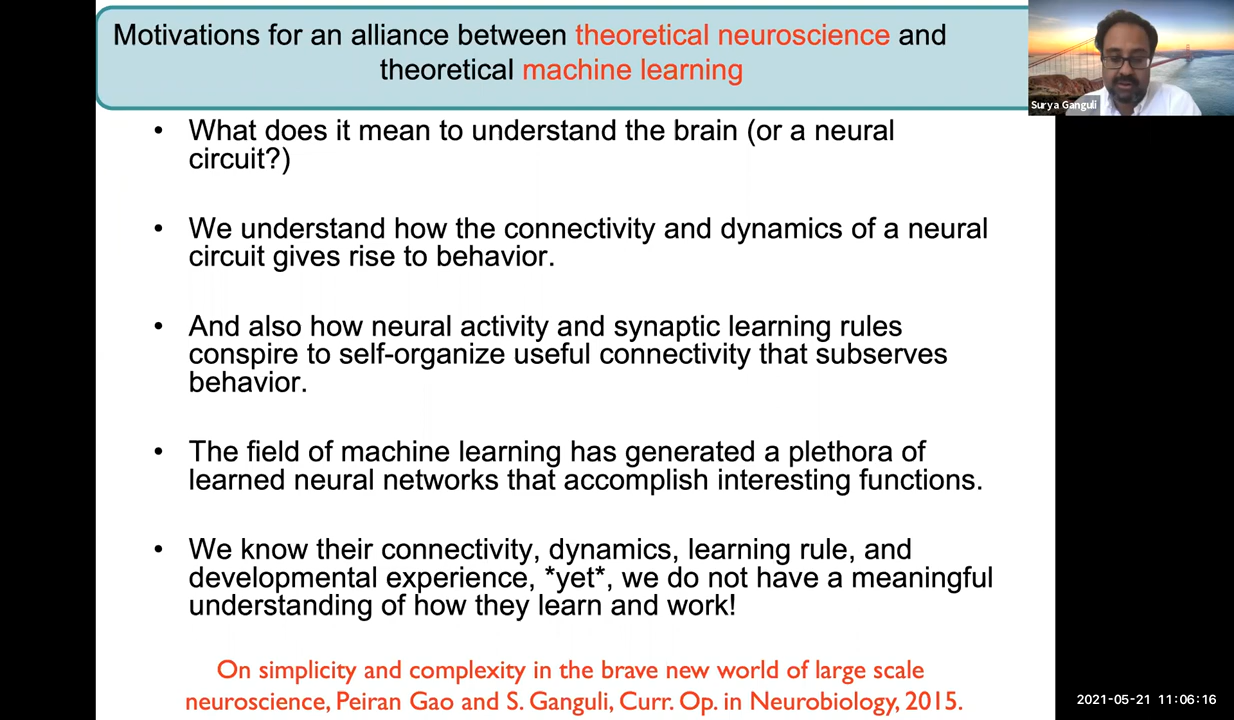 Motivations for an alliance between theoretical neuroscience and
theoretical machine learning
Surya Ganguli
• What does it mean to understand the brain (or a neural
circuit?)
• We understand how the connectivity and dynamics of a neural
circuit gives rise to behavior.
• And also how neural activity and synaptic learning rules
conspire to self-organize useful connectivity that subserves
behavior.
• The field of machine learning has generated a plethora of
learned neural networks that accomplish interesting functions.
• We know their connectivity, dynamics, learning rule, and
developmental experience, *yet*, we do not have a meaningful
understanding of how they learn and work!
On simplicity and complexity in the brave new world of large scale
neuroscience, Peiran Gao and S. Ganguli, Curr. Op. in Neurobiology, 2015.
2021-05-21 11:06:16